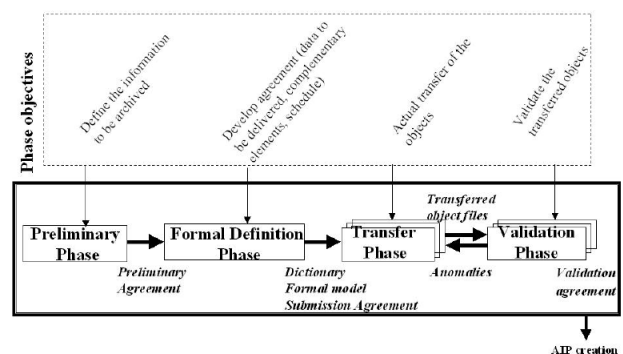 Phase objectives
Define the information
to be archived
Develop agreement (data to
be delivered, complementary
elements, schedule)
Actual transfer of the
objects
Validate the
transferred objects
Preliminary
Phase
Formal Definition
Phase
Transfer
Phase
Validation
Phase
Transferred
object files
Preliminary
Agreement
Dictionary
Formal model
Submission Agreement
Anomalies
Validation
agreement
AIP creation